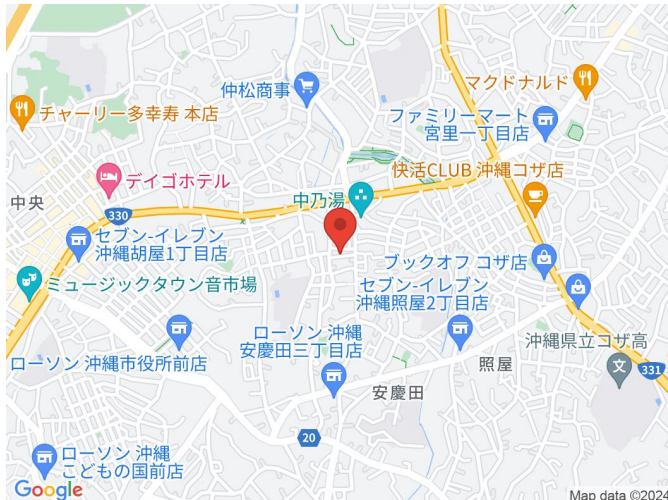 仲松商事
マクドナルド
チャーリー多幸寿 本店
ファミリーマート
宮里一丁目店
快活CLUB 沖縄コザ店
デイゴホテル
中乃湯
中央
330
セブン-イレブン
沖縄胡屋1丁目店
ブックオフ コザ店
ミュージックタウン音市場
セブン-イレブン
沖縄照屋2丁目店
ローソン 沖縄
安慶田三丁目店
沖縄県立コザ高
ローソン 沖縄市役所前店
照屋
文
331
安慶田
20
ローソン 沖縄
こどもの国前店
Google
Map data ©2024